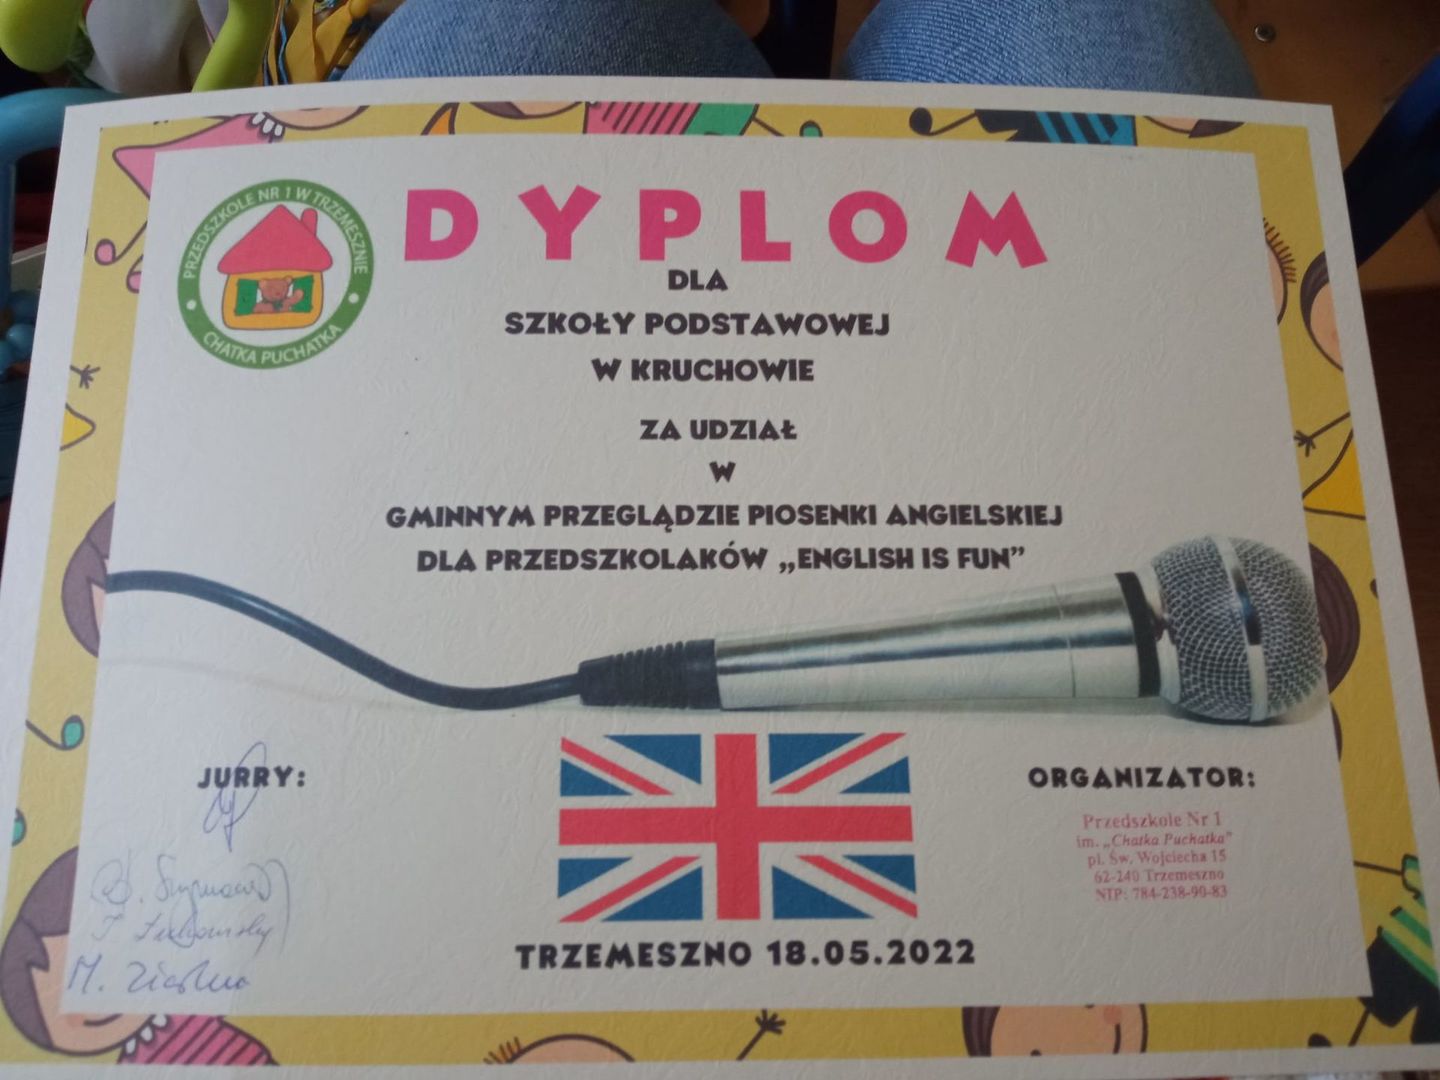 PRZEDSZKOLE NR 1 W TRZEMESZNIE
CHATKA PUCHATKA
DYPLOM
DLA
SZKOŁY PODSTAWOWEJ
W KRUCHOWIE
ZA UDZIAŁ
W
GMINNYM PRZEGLĄDZIE PIOSENKI ANGIELSKIEJ
DLA PRZEDSZKOLAKÓW „ENGLISH IS FUN”
JURRY:
ORGANIZATOR:
Przedszkole Nr 1
im. „Chatka Puchatka”
pl. Św. Wojciecha 15
62-240 Trzemeszno
NIP: 784-238-90-83
M.
TRZEMESZNO 18.05.2022